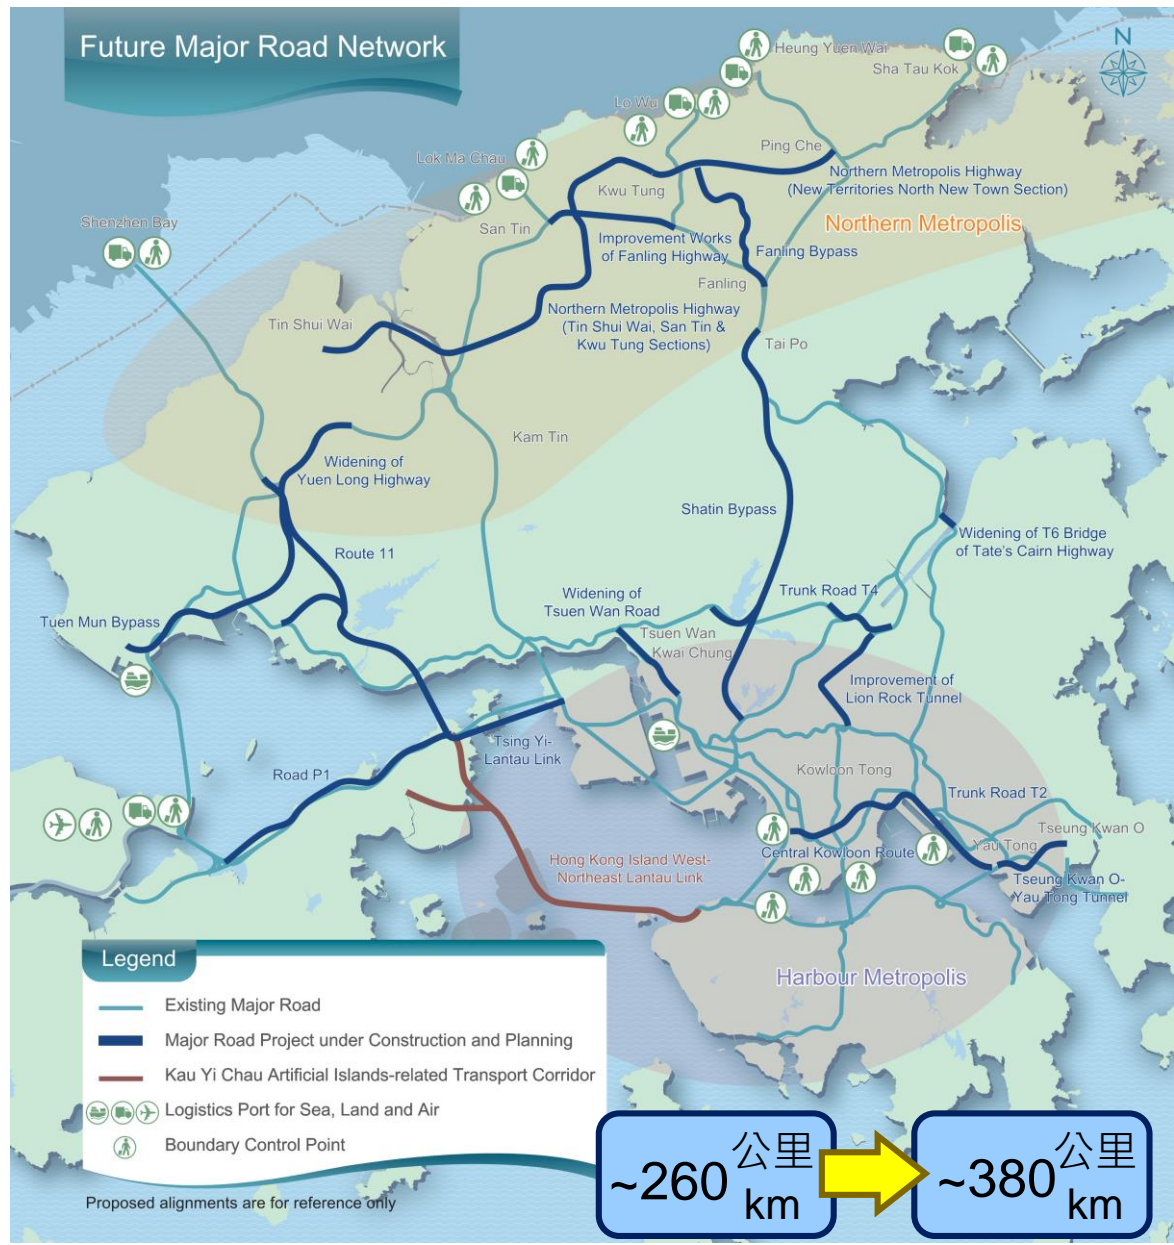 Future Major Road Network
N
Heung Yuen Wai
Sha Tau Kok
Lo Wu
Ping Che
Lok Ma Chau
Northern Metropolis Highway
(New Territories North New Town Section)
Kwu Tung
Shenzhen Bay
San Tin
Northern Metropolis
Improvement Works
of Fanling Highway
Fanling Bypass
Fanling
Northern Metropolis Highway
(Tin Shui Wai, San Tin &
Kwu Tung Sections)
Tin Shui Wai
Tai Po
Kam Tin
Widening of
Yuen Long Highway
Shatin Bypass
Widening of T6 Bridge
of Tate's Cairn Highway
Route 11
Widening of
Tsuen Wan Road
Trunk Road T4
Tuen Mun Bypass
Tsuen Wan
Kwai Chung
Improvement of
Lion Rock Tunnel
Tsing Yi-
Lantau Link
Road P1
Kowloon Tong
Trunk Road T2
Tseung Kwan O
Yau Tong
Central Kowloon Route
Hong Kong Island West-
Northeast Lantau Link
Tseung Kwan O-
Yau Tong Tunnel
Harbour Metropolis
Legend
Existing Major Road
Major Road Project under Construction and Planning
Kau Yi Chau Artificial Islands-related Transport Corridor
Logistics Port for Sea, Land and Air
Boundary Control Point
Proposed alignments are for reference only
~260 公里
km
~380 公里
km